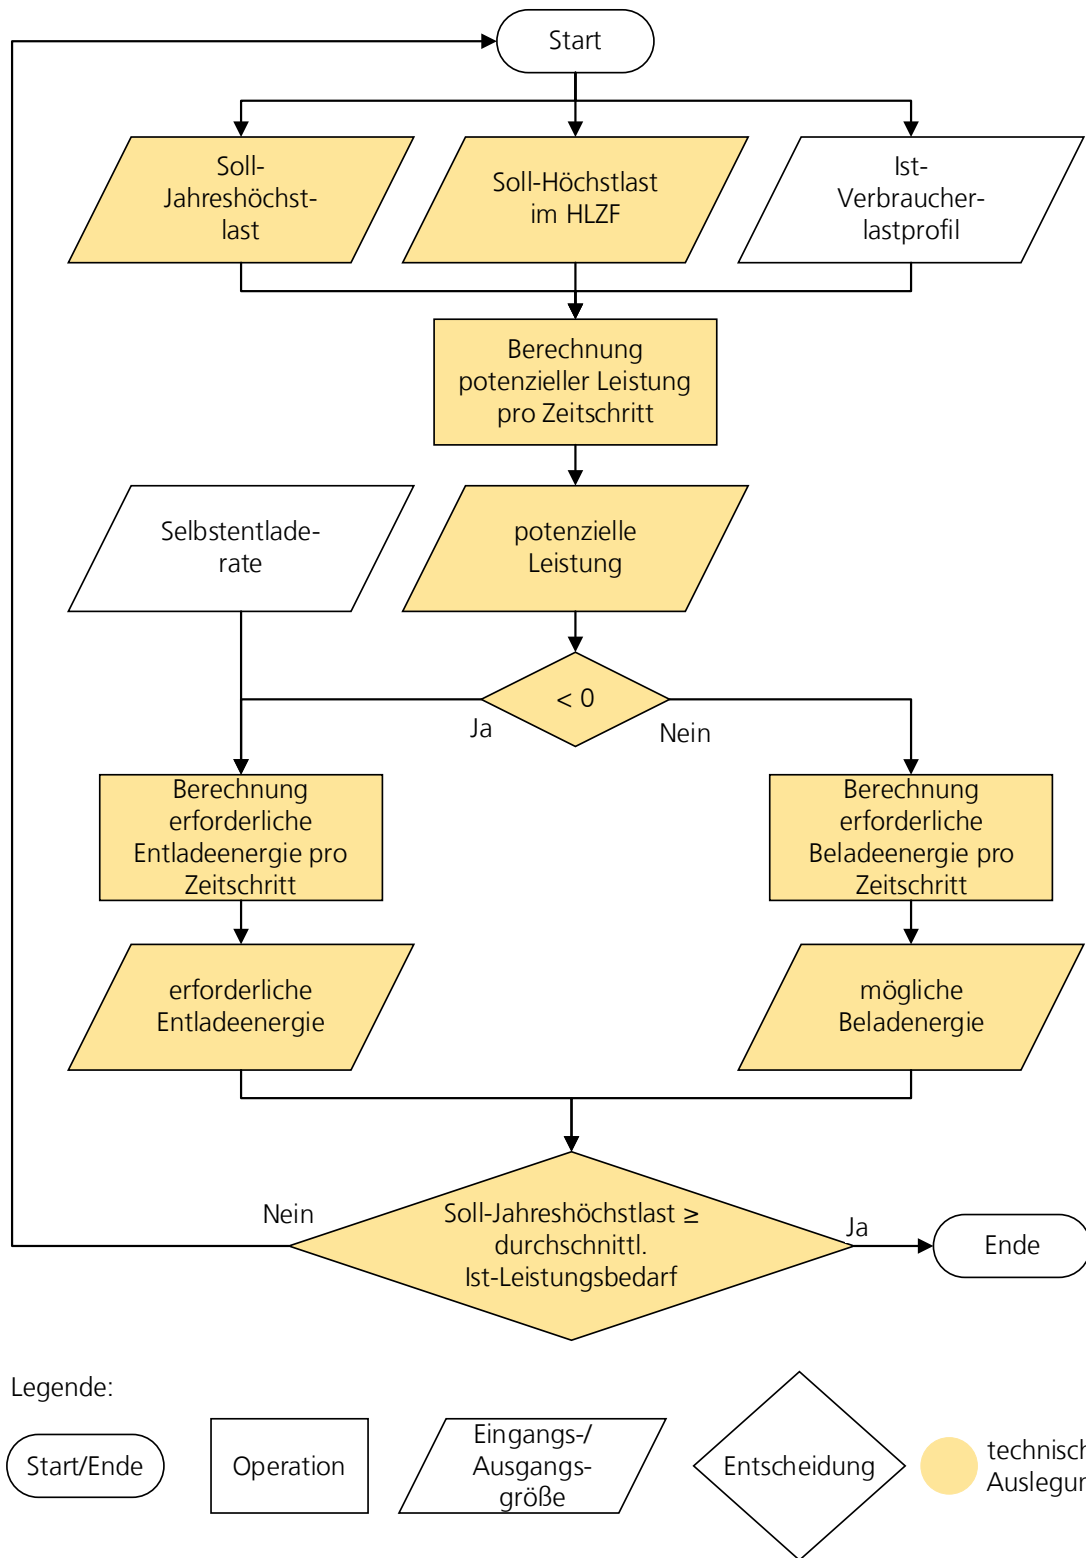 Start
Soll-
Jahreshöchst-
last
Soll-Höchstlast
im HLZF
Ist-
Verbraucher-
lastprofil
Berechnung
potenzieller Leistung
pro Zeitschritt
Selbstentlade-
rate
potenzielle
Leistung
< 0
Ja
Nein
Berechnung
erforderliche
Entladeenergie pro
Zeitschritt
Berechnung
erforderliche
Beladeenergie pro
Zeitschritt
erforderliche
Entladeenergie
mögliche
Beladenergie
Nein
Soll-Jahreshöchstlast ≥
durchschnittl.
Ist-Leistungsbedarf
Ja
Ende
Legende:
Start/Ende
Operation
Eingangs-/
Ausgangs-
größe
Entscheidung
technisch
Auslegun